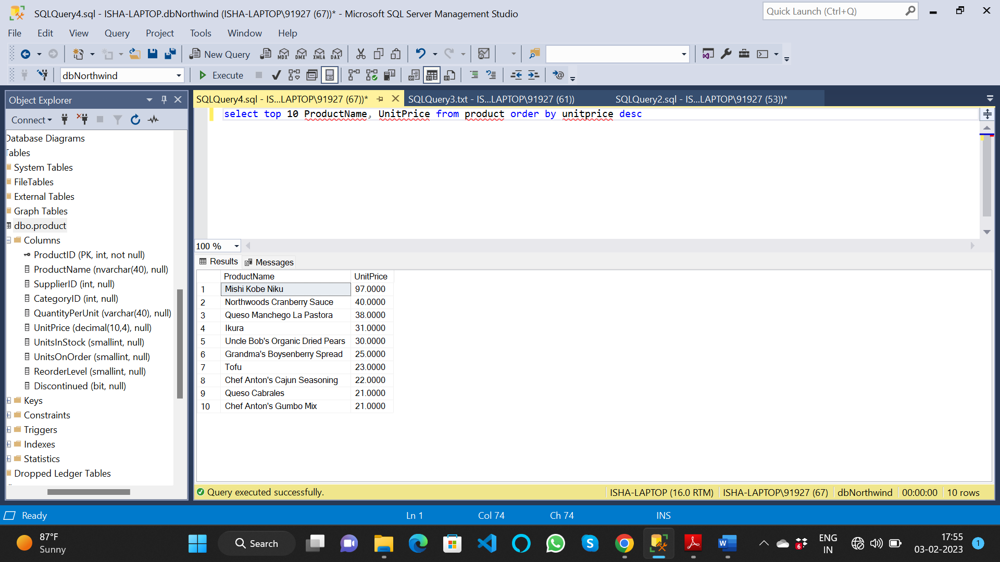 SQLQuery4.sql - ISHA-LAPTOP.dbNorthwind (ISHA-LAPTOP\91927 (67))* - Microsoft SQL Server Management Studio
Quick Launch (Ctrl+Q)
File Edit View Query Project Tools Window Help
New Query MDX DMX XMLA DAX
dbNorthwind Execute
Object Explorer
Connect
Database Diagrams
Tables
System Tables
FileTables
External Tables
Graph Tables
dbo.product
Columns
ProductID (PK, int, not null)
ProductName (nvarchar(40), null)
SupplierID (int, null)
CategoryID (int, null)
QuantityPerUnit (varchar(40), null)
UnitPrice (decimal(10,4), null)
UnitsInStock (smallint, null)
UnitsOnOrder (smallint, null)
ReorderLevel (smallint, null)
Discontinued (bit, null)
Keys
Constraints
Triggers
Indexes
Statistics
Dropped Ledger Tables
SQLQuery4.sql - IS...LAPTOP\91927 (67))* SQLQuery3.txt - IS...LAPTOP\91927 (61)) SQLQuery2.sql - IS...LAPTOP\91927 (53))*
select top 10 ProductName, UnitPrice from product order by unitprice desc
100 %
Results Messages
ProductName UnitPrice
1 Mishi Kobe Niku 97.0000
2 Northwoods Cranberry Sauce 40.0000
3 Queso Manchego La Pastora 38.0000
4 Ikura 31.0000
5 Uncle Bob's Organic Dried Pears 30.0000
6 Grandma's Boysenberry Spread 25.0000
7 Tofu 23.0000
8 Chef Anton's Cajun Seasoning 22.0000
9 Queso Cabrales 21.0000
10 Chef Anton's Gumbo Mix 21.0000
Query executed successfully. ISHA-LAPTOP (16.0 RTM) ISHA-LAPTOP\91927 (67) dbNorthwind 00:00:00 10 rows
Ready Ln 1 Col 74 Ch 74 INS
87°F
Sunny
Search
6
ENG
IN
17:55
03-02-2023
1